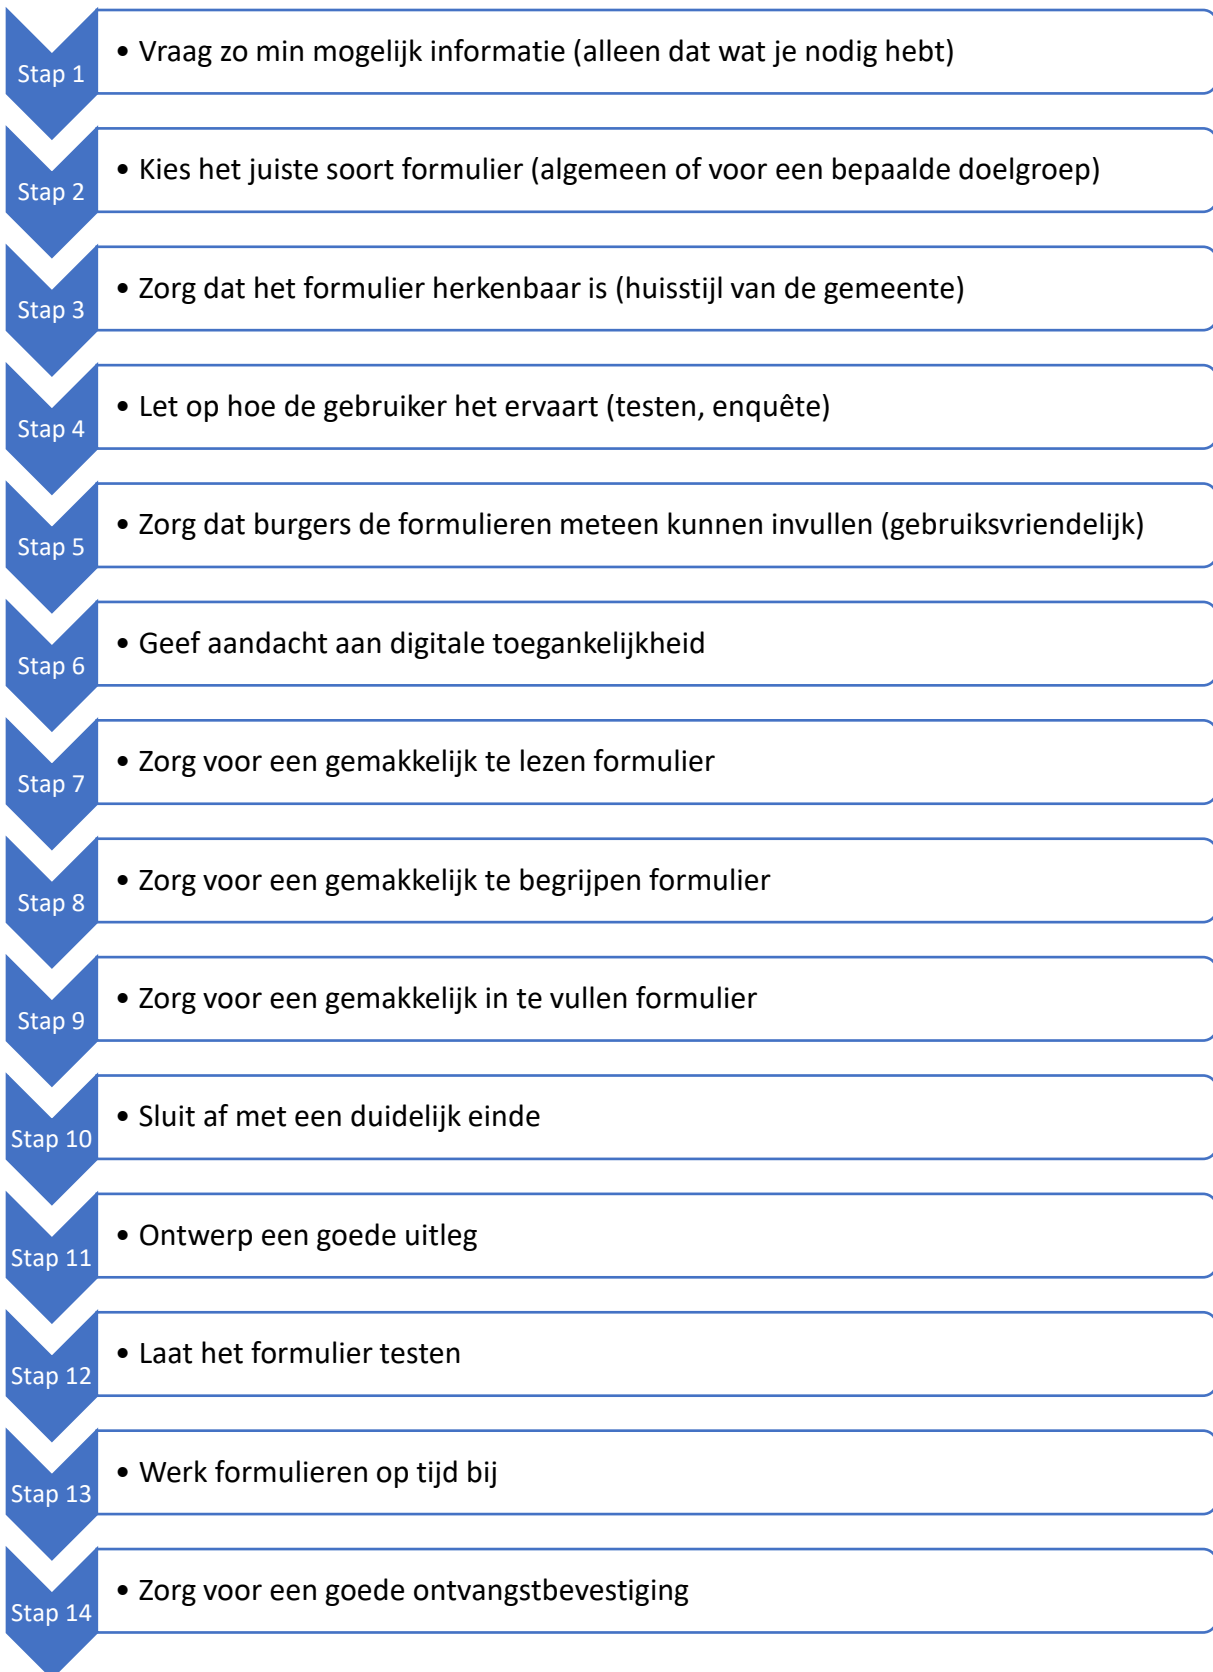 Stap 1
• Vraag zo min mogelijk informatie (alleen dat wat je nodig hebt)
Stap 2
• Kies het juiste soort formulier (algemeen of voor een bepaalde doelgroep)
Stap 3
• Zorg dat het formulier herkenbaar is (huisstijl van de gemeente)
Stap 4
• Let op hoe de gebruiker het ervaart (testen, enquête)
Stap 5
• Zorg dat burgers de formulieren meteen kunnen invullen (gebruiksvriendelijk)
Stap 6
• Geef aandacht aan digitale toegankelijkheid
Stap 7
• Zorg voor een gemakkelijk te lezen formulier
Stap 8
• Zorg voor een gemakkelijk te begrijpen formulier
Stap 9
• Zorg voor een gemakkelijk in te vullen formulier
Stap 10
• Sluit af met een duidelijk einde
Stap 11
• Ontwerp een goede uitleg
Stap 12
• Laat het formulier testen
Stap 13
• Werk formulieren op tijd bij
Stap 14
• Zorg voor een goede ontvangstbevestiging